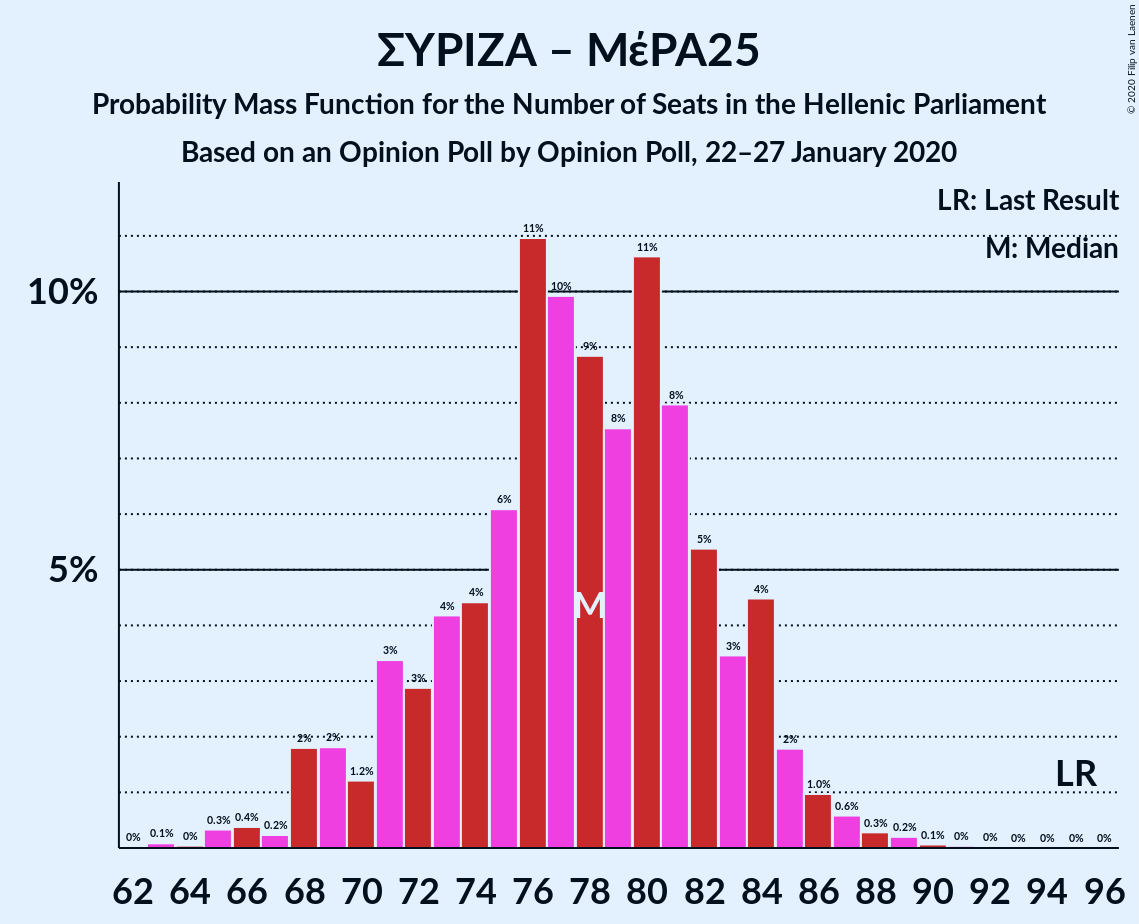 ΣΥΡΙΖΑ – ΜέΡΑ25
Probability Mass Function for the Number of Seats in the Hellenic Parliament
Based on an Opinion Poll by Opinion Poll, 22–27 January 2020
© 2020 Filip van Laenen
LR: Last Result
M: Median
10%
5%
0% 0.1% 0% 0.3% 0.4% 0.2% 2% 2% 1.2% 3% 3% 4% 4% 6% 11% 10% 9% 8% 11% 8% 5% 3% 4% 2% 1.0% 0.6% 0.3% 0.2% 0.1% 0% 0% 0% 0% 0% 0%
M
LR
62 64 66 68 70 72 74 76 78 80 82 84 86 88 90 92 94 96